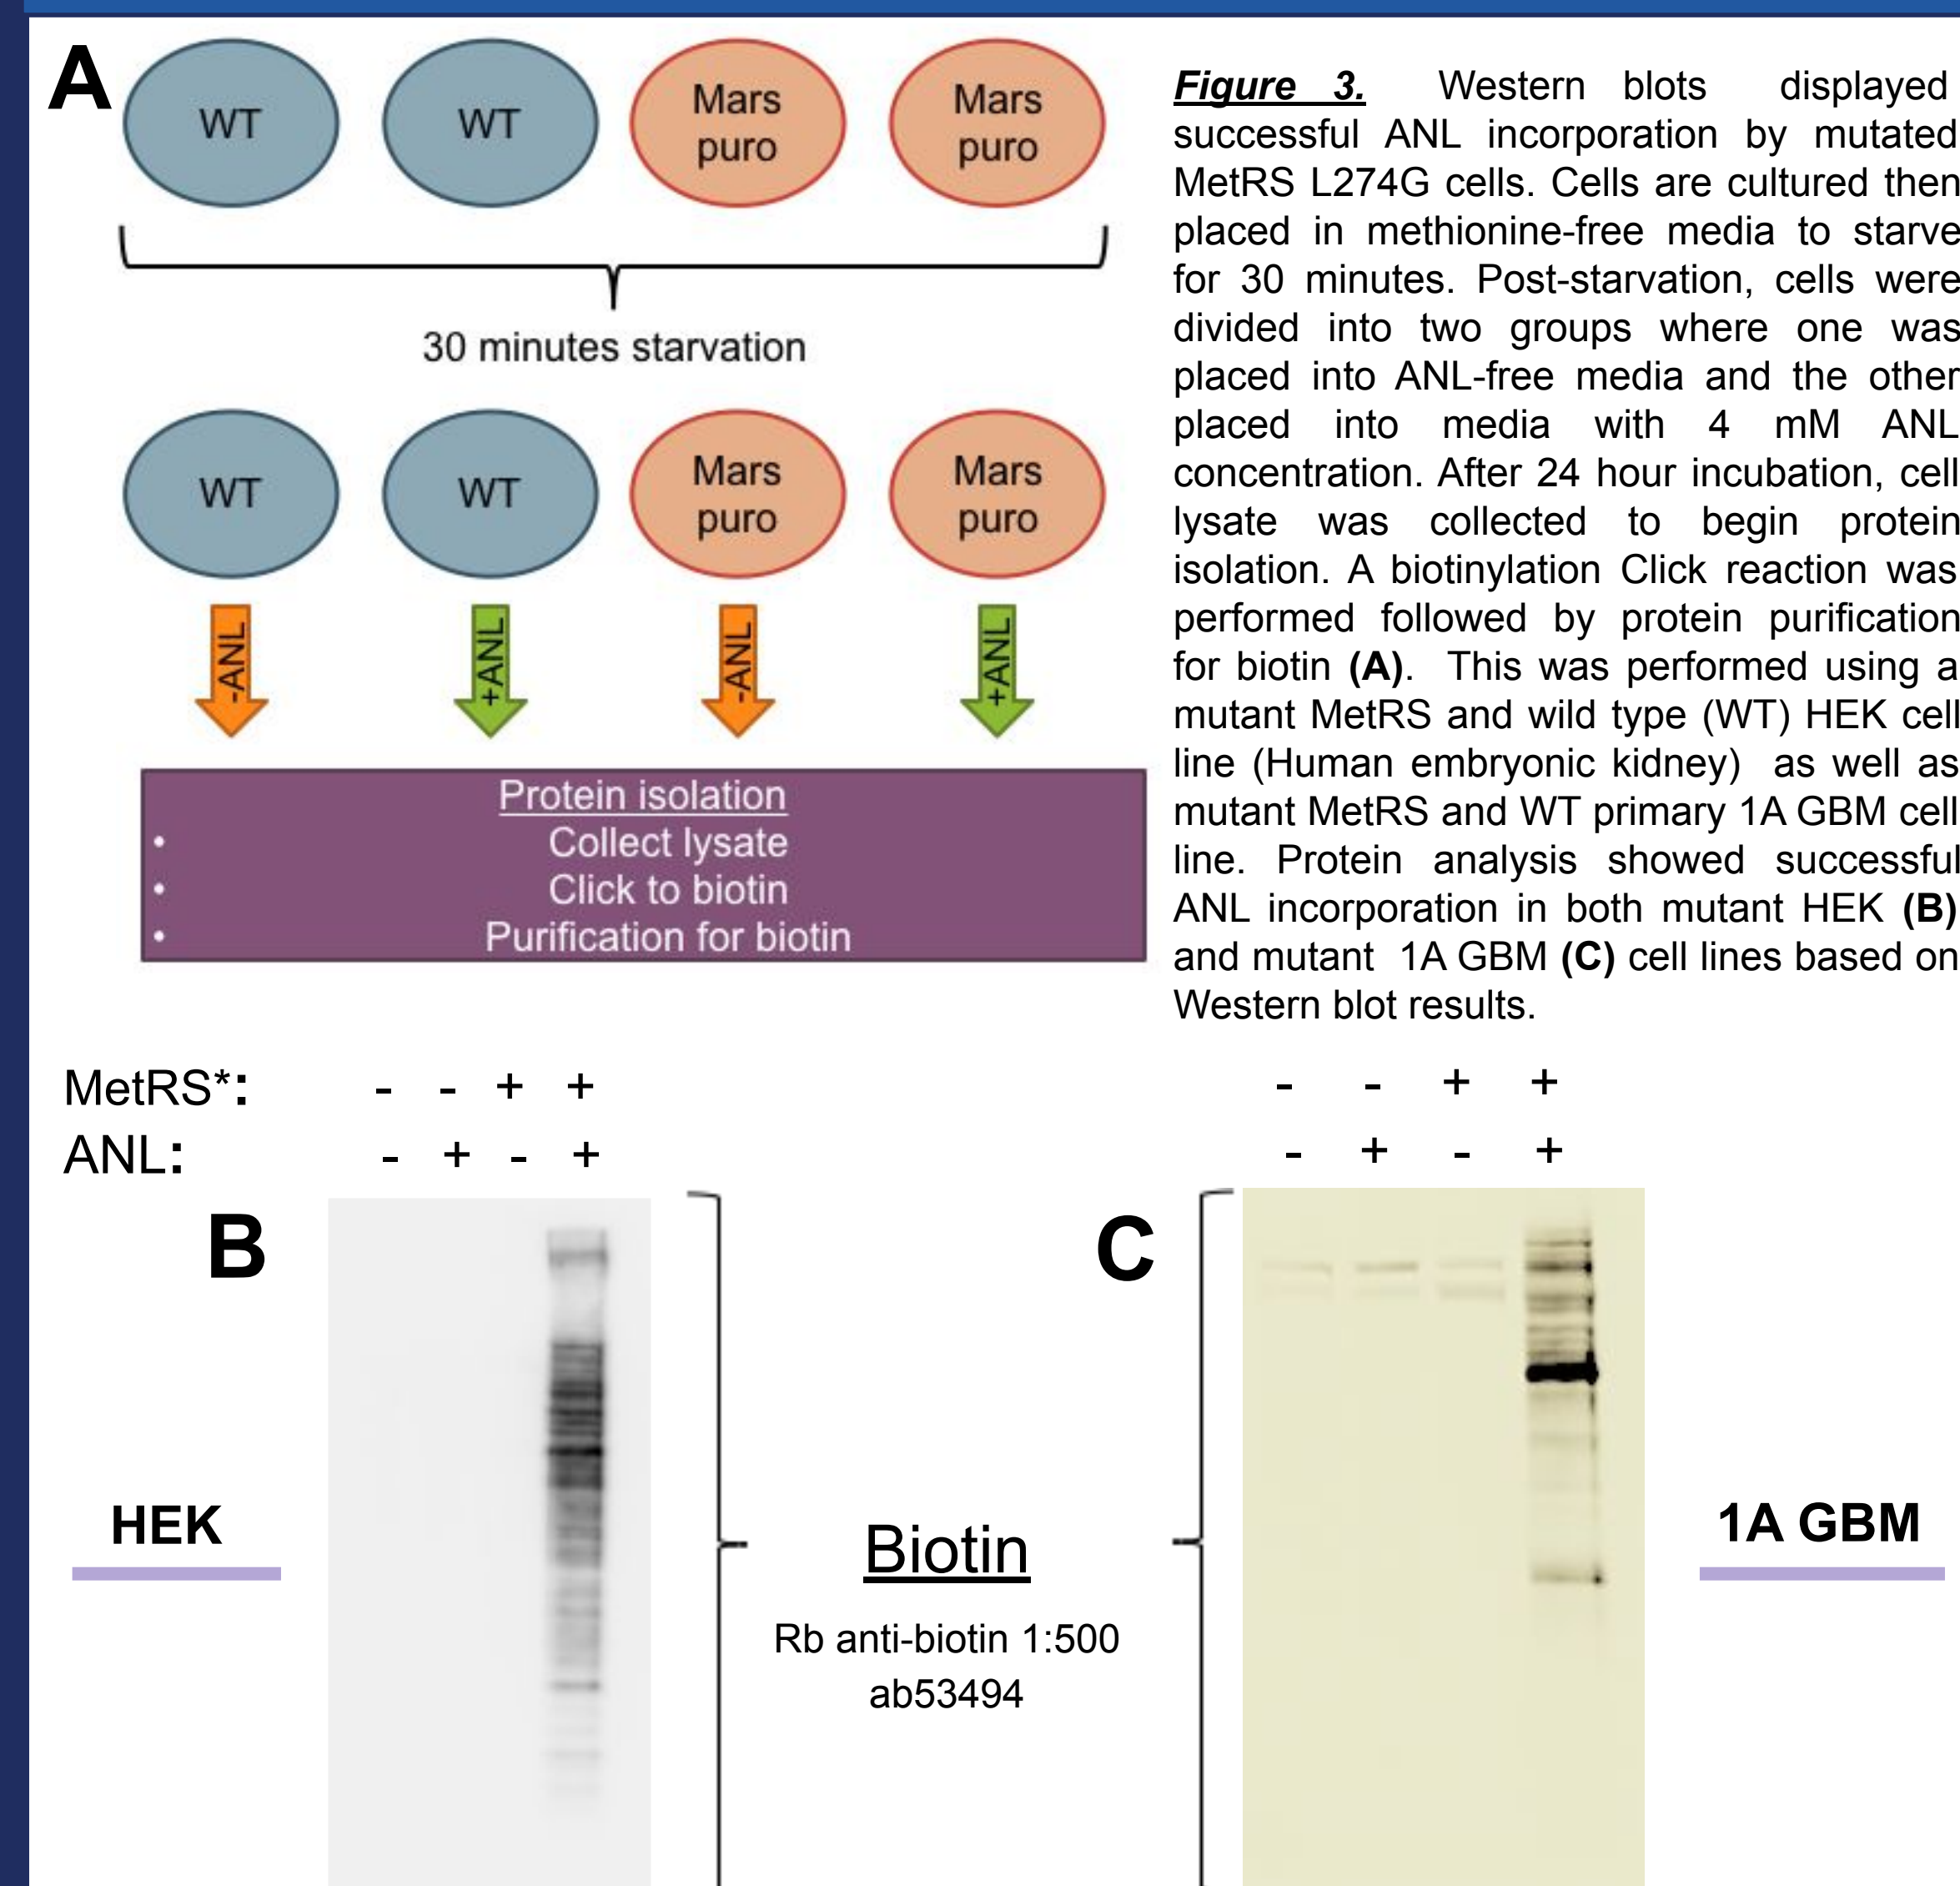 A
WT
WT
Mars
puro
Mars
puro
30 minutes starvation
WT
WT
Mars
puro
Mars
puro
-ANL
+ANL
-ANL
+ANL
Protein isolation
• Collect lysate
• Click to biotin
• Purification for biotin
Figure 3. Western blots displayed
successful ANL incorporation by mutated
MetRS L274G cells. Cells are cultured then
placed in methionine-free media to starve
for 30 minutes. Post-starvation, cells were
divided into two groups where one was
placed into ANL-free media and the other
placed into media with 4 mM ANL
concentration. After 24 hour incubation, cell
lysate was collected to begin protein
isolation. A biotinylation Click reaction was
performed followed by protein purification
for biotin (A). This was performed using a
mutant MetRS and wild type (WT) HEK cell
line (Human embryonic kidney) as well as
mutant MetRS and WT primary 1A GBM cell
line. Protein analysis showed successful
ANL incorporation in both mutant HEK (B)
and mutant 1A GBM (C) cell lines based on
Western blot results.
MetRS*: - - + +
ANL: - + - +
- - + +
- + - +
B
HEK
Biotin
Rb anti-biotin 1:500
ab53494
C
1A GBM